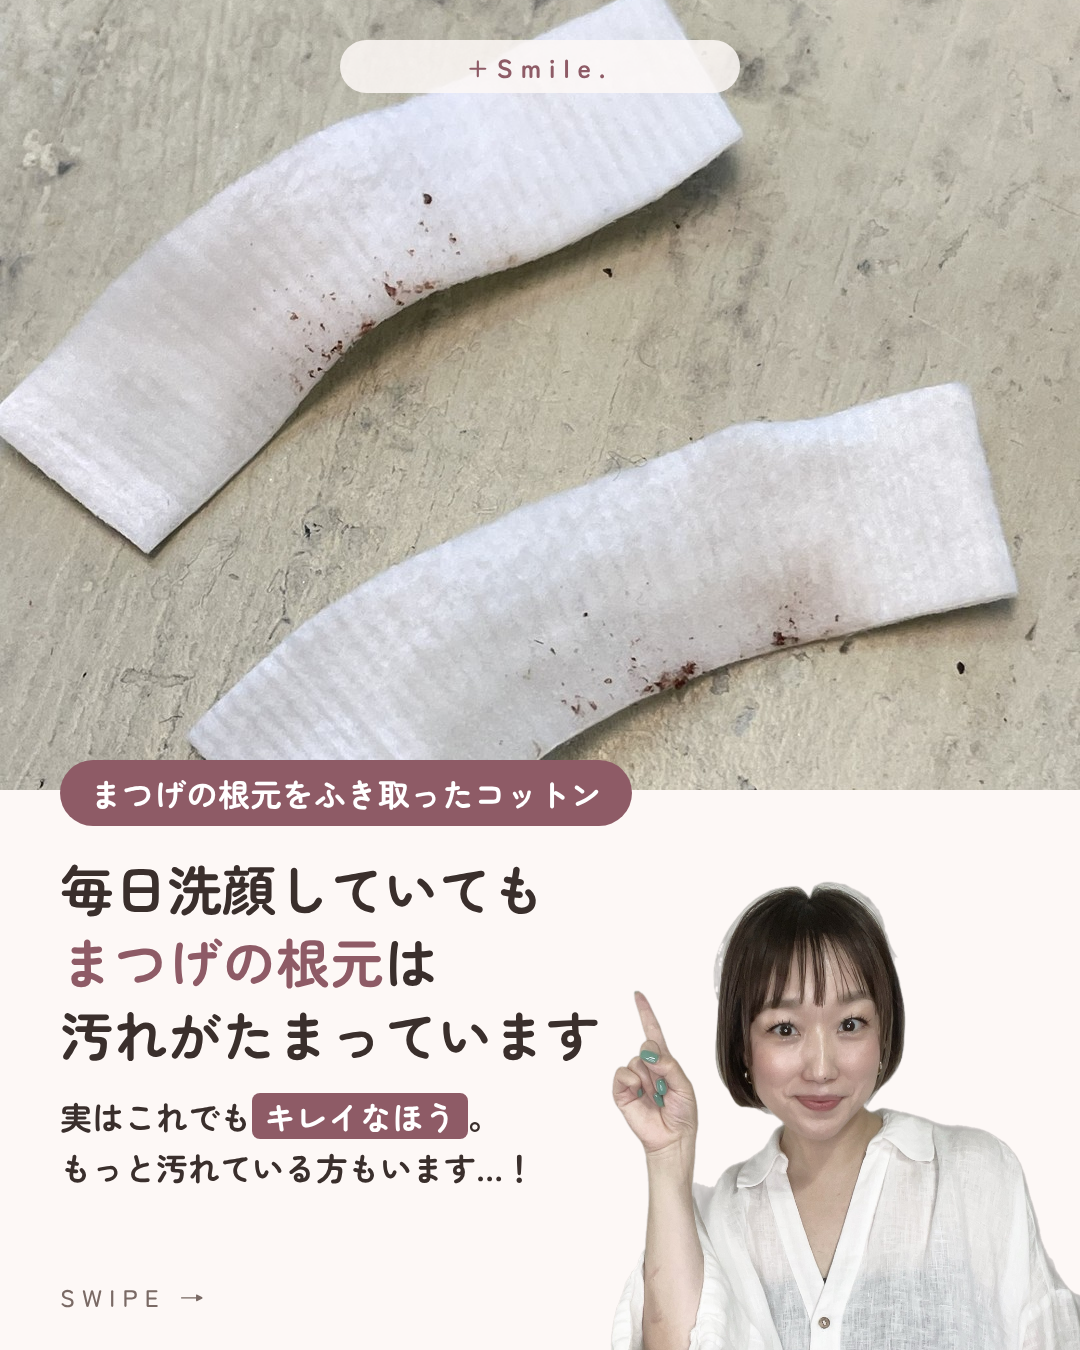 +Smile.
まつげの根元をふき取ったコットン
毎日洗顔していても
まつげの根元は
汚れがたまっています
実はこれでもキレイなほう。
もっと汚れている方もいます…！
SWIPE →